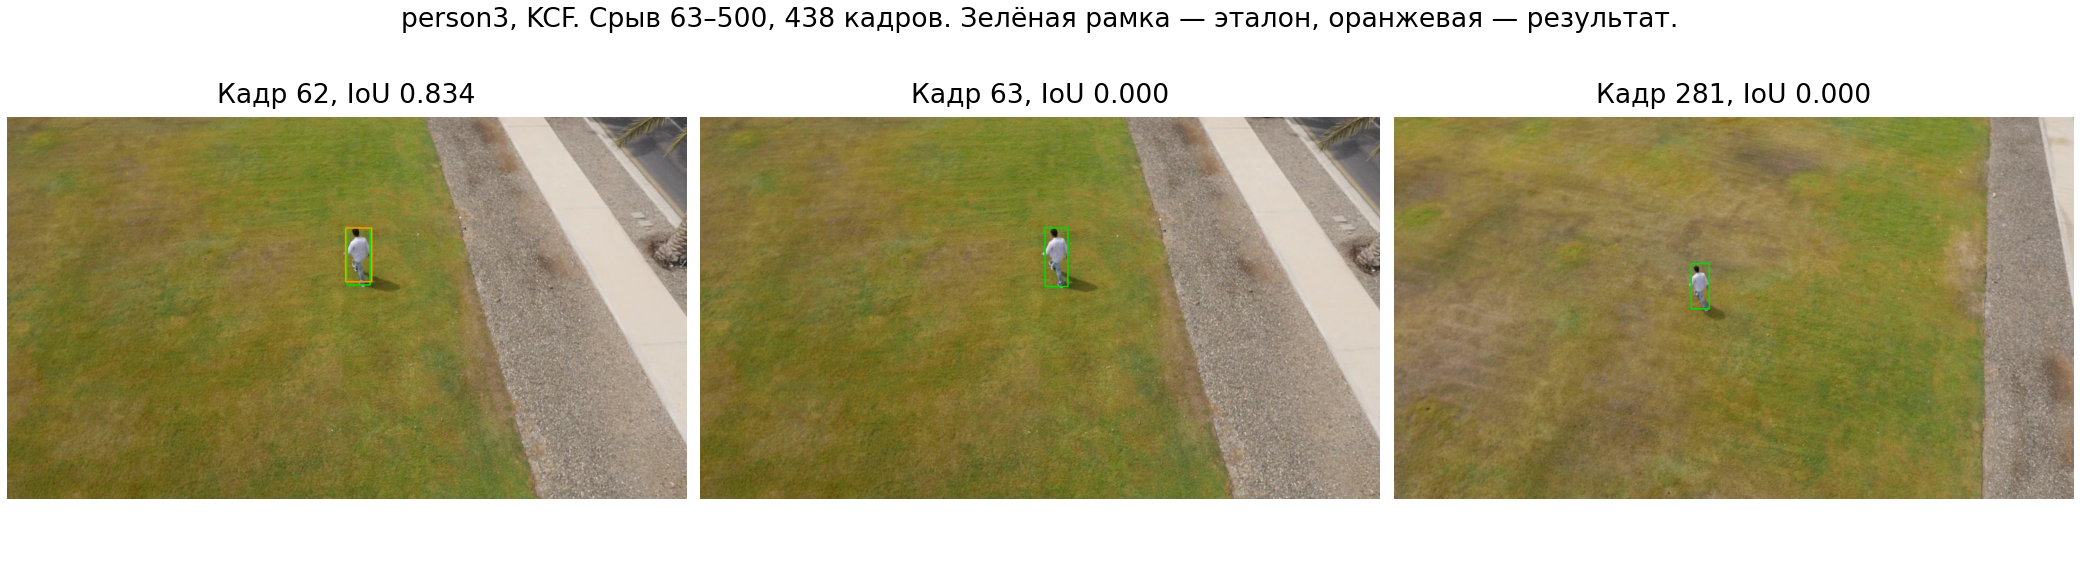 person3, KCF. Срыв 63–500, 438 кадров. Зелёная рамка — эталон, оранжевая — результат.
Кадр 62, IoU 0.834
Кадр 63, IoU 0.000
Кадр 281, IoU 0.000